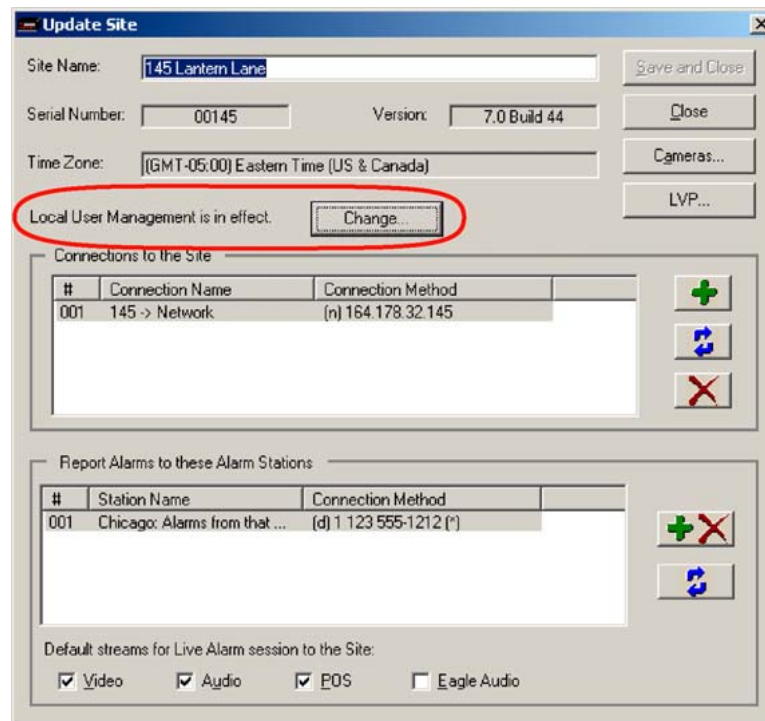 Update Site
Site Name: 145 Lantern Lane
Save and Close
Serial Number: 00145 Version: 7.0 Build 44
Close
Time Zone: (GMT-05:00) Eastern Time (US & Canada)
Cameras...
Local User Management is in effect. Change...
LVP...
Connections to the Site
# Connection Name Connection Method
001 145 -> Network (n) 164.178.32.145
Report Alarms to these Alarm Stations
# Station Name Connection Method
001 Chicago: Alarms from that ... (d) 1 123 555-1212 (*)
Default streams for Live Alarm session to the Site:
Video Audio POS Eagle Audio